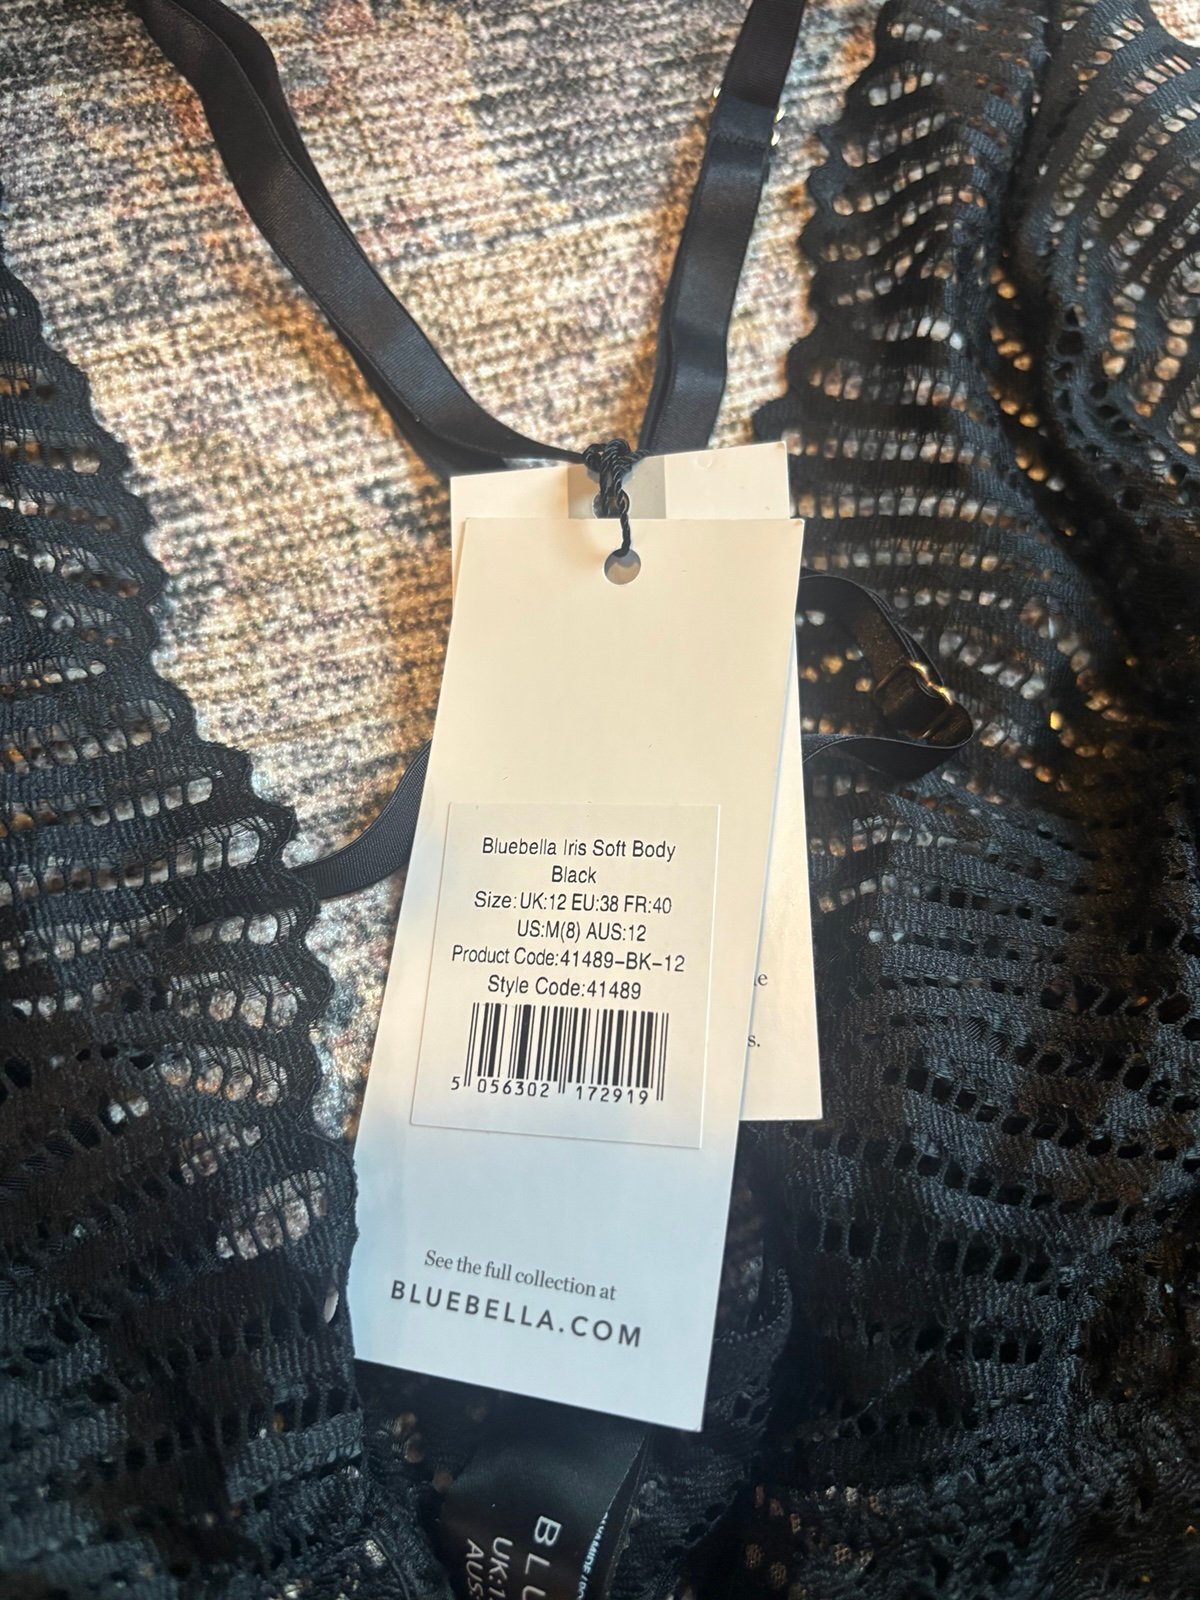 Bluebella Iris Soft Body
Black
Size:UK:12 EU:38 FR:40
US:M(8) AUS:12
Product Code:41489-BK-12
Style Code:41489
5 056302 172919
See the full collection at
BLUEBELLA.COM
s.